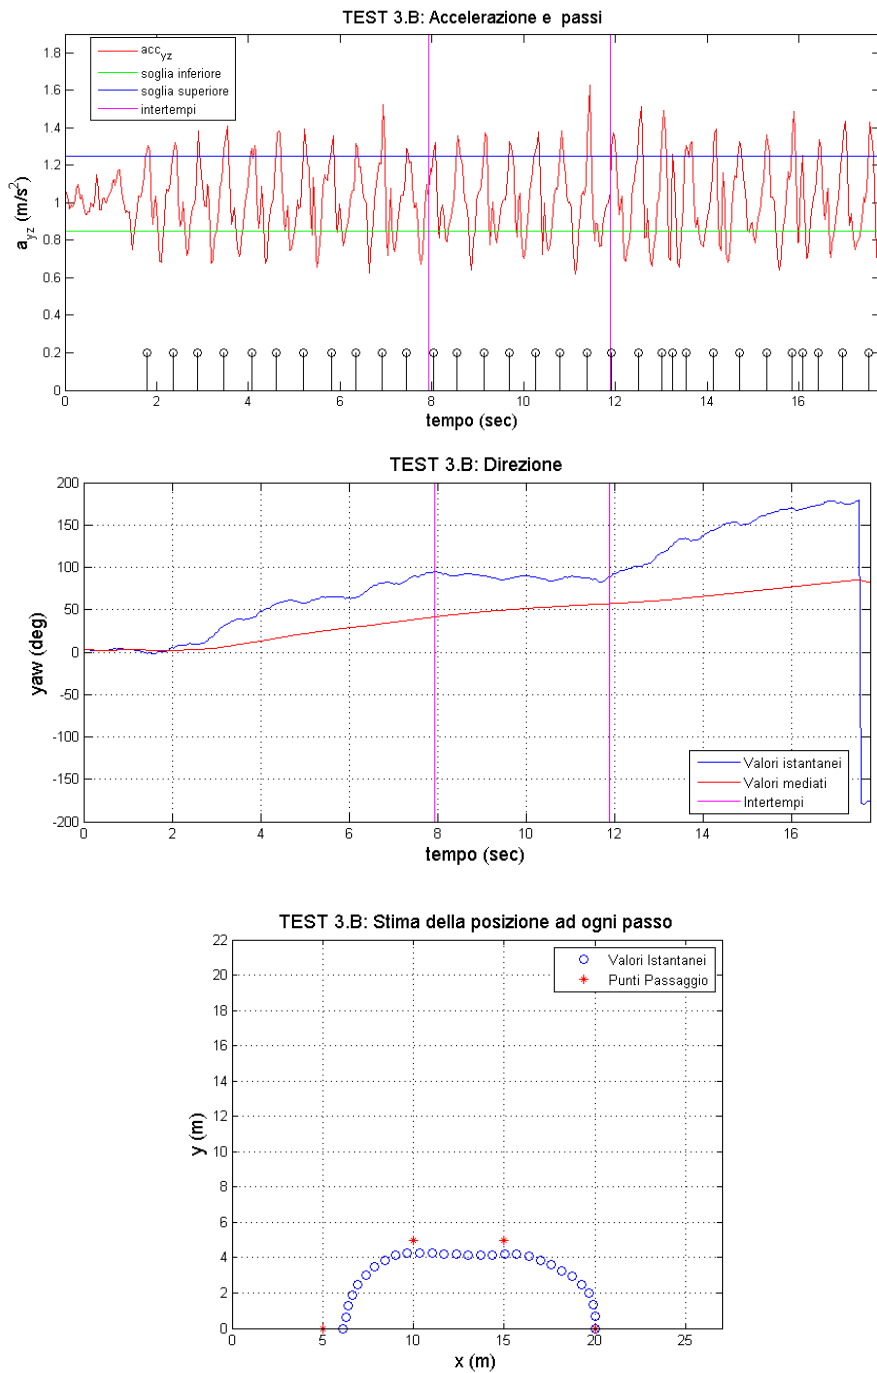 TEST 3.B: Accelerazione e  passi
acc_yz
soglia inferiore
soglia superiore
intertempi
a_yz (m/s²)
1.8
1.6
1.4
1.2
1
0.8
0.6
0.4
0.2
0
0 2 4 6 8 10 12 14 16
tempo (sec)
TEST 3.B: Direzione
yaw (deg)
200
150
100
50
0
-50
-100
-150
-200
Valori istantanei
Valori mediati
Intertempi
0 2 4 6 8 10 12 14 16
tempo (sec)
TEST 3.B: Stima della posizione ad ogni passo
Valori Istantanei
Punti Passaggio
y (m)
22
20
18
16
14
12
10
8
6
4
2
0
0 5 10 15 20 25
x (m)